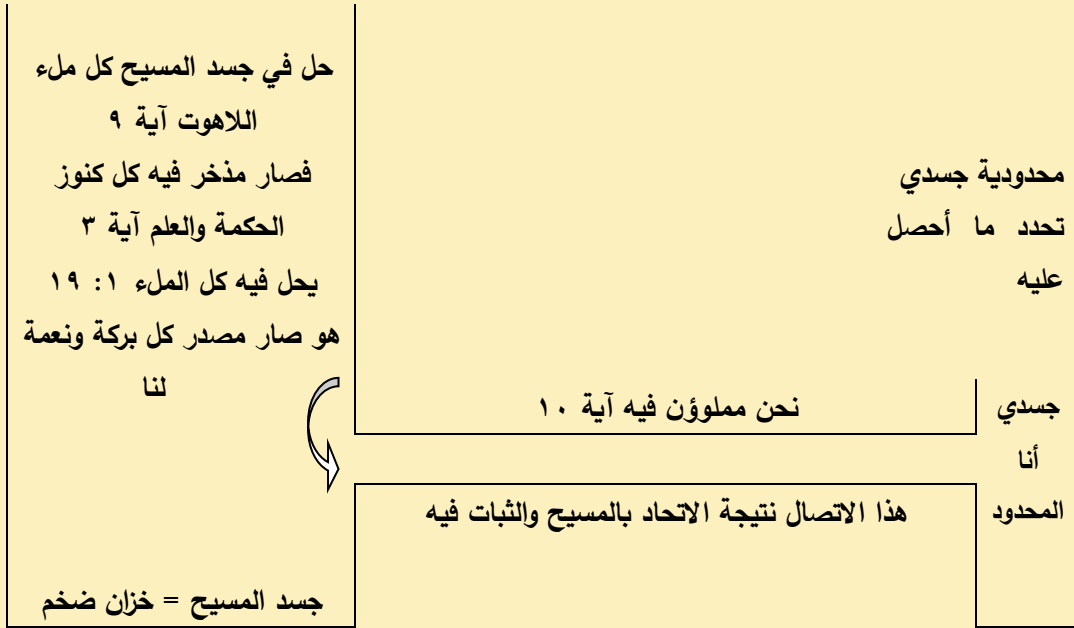 حل في جسد المسيح كل ملء
اللاهوت آية ٩
فصار مذخر فيه كل كنوز
الحكمة والعلم آية ٣
يحل فيه كل الملء ١: ١٩
هو صار مصدر كل بركة ونعمة
لنا
جسد المسيح = خزان ضخم
محدودية جسدي
تحدد ما أحصل
عليه
نحن مملوؤن فيه آية ١٠
هذا الاتصال نتيجة الاتحاد بالمسيح والثبات فيه
جسدي
أنا
المحدود